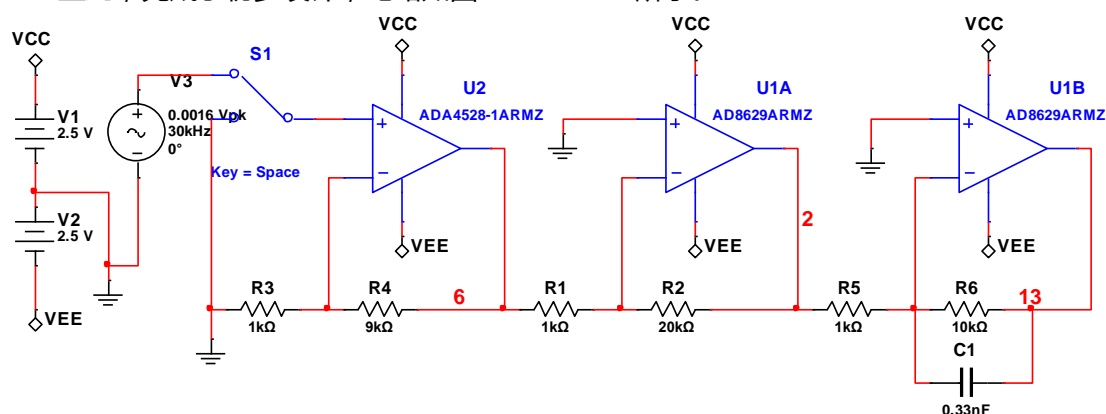 VCC
VCC
VCC
S1
V3
U2
U1A
U1B
V1
2.5 V
0.0016 Vpk
30kHz
0°
ADA4528-1ARMZ
AD8629ARMZ
AD8629ARMZ
Key = Space
V2
2.5 V
2
VEE
VEE
VEE
VEE
R3
R4
6
R1
R2
R5
R6
13
1kΩ
9kΩ
1kΩ
20kΩ
1kΩ
10kΩ
C1
0.33nF